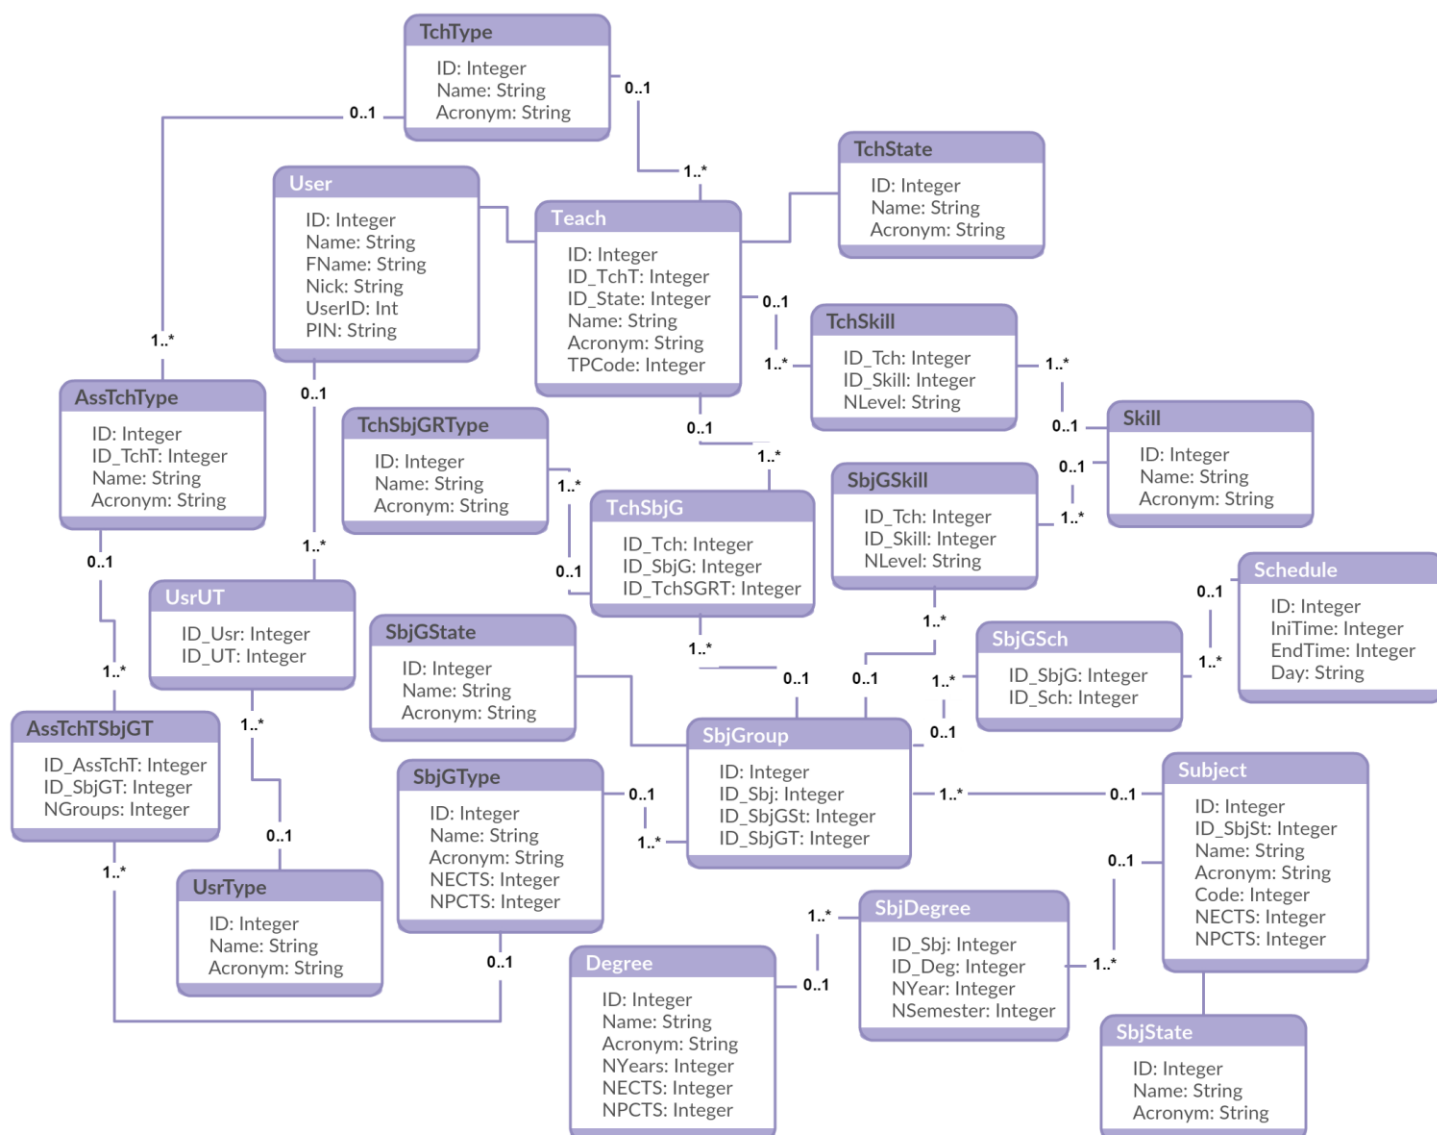 TchType
ID: Integer
Name: String
Acronym: String
0..1
0..1
1..*
TchState
ID: Integer
Name: String
Acronym: String
User
ID: Integer
Name: String
FName: String
Nick: String
UserID: Int
PIN: String
Teach
ID: Integer
ID_TchT: Integer
ID_State: Integer
Name: String
Acronym: String
TPCode: Integer
0..1
1..*
TchSkill
ID_Tch: Integer
ID_Skill: Integer
NLevel: String
1..*
0..1
1..*
0..1
AssTchType
ID: Integer
ID_TchT: Integer
Name: String
Acronym: String
TchSbjGRType
ID: Integer
Name: String
Acronym: String
1..*
0..1
0..1
1..*
Skill
ID: Integer
Name: String
Acronym: String
0..1
1..*
SbjGSkill
ID_Tch: Integer
ID_Skill: Integer
NLevel: String
TchSbjG
ID_Tch: Integer
ID_SbjG: Integer
ID_TchSGRT: Integer
0..1
1..*
1..*
UsrUT
ID_Usr: Integer
ID_UT: Integer
Schedule
ID: Integer
IniTime: Integer
EndTime: Integer
Day: String
0..1
1..*
SbjGState
ID: Integer
Name: String
Acronym: String
1..*
0..1
1..*
0..1
SbjGSch
ID_SbjG: Integer
ID_Sch: Integer
1..*
0..1
AssTchTSbjGT
ID_AssTchT: Integer
ID_SbjGT: Integer
NGroups: Integer
1..*
1..*
0..1
SbjGType
ID: Integer
Name: String
Acronym: String
NECTS: Integer
NPCTS: Integer
0..1
1..*
0..1
SbjGroup
ID: Integer
ID_Sbj: Integer
ID_SbjGSt: Integer
ID_SbjGT: Integer
1..*
0..1
Subject
ID: Integer
ID_SbjSt: Integer
Name: String
Acronym: String
Code: Integer
NECTS: Integer
NPCTS: Integer
0..1
1..*
UsrType
ID: Integer
Name: String
Acronym: String
SbjDegree
ID_Sbj: Integer
ID_Deg: Integer
NYear: Integer
NSemester: Integer
1..*
0..1
Degree
ID: Integer
Name: String
Acronym: String
NYears: Integer
NECTS: Integer
NPCTS: Integer
SbjState
ID: Integer
Name: String
Acronym: String